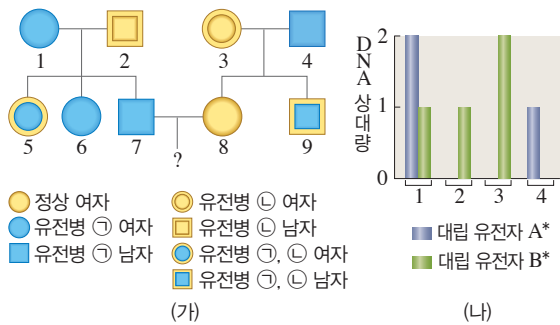 1
2
3
4
5
6
7
?
8
9
정상 여자
유전병 ㉠ 여자
유전병 ㉠ 남자
유전병 ㉡ 여자
유전병 ㉡ 남자
유전병 ㉠, ㉡ 여자
유전병 ㉠, ㉡ 남자
(가)
DNA 상대량
2
1
0
1
2
3
4
대립 유전자 A*
대립 유전자 B*
(나)